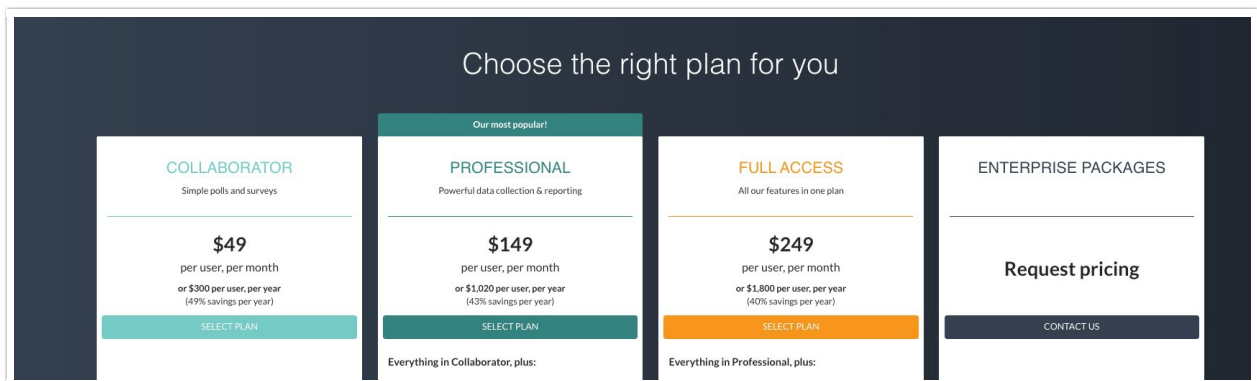 Choose the right plan for you
Our most popular!
COLLABORATOR
Simple polls and surveys
$49
per user, per month
or $300 per user, per year
(49% savings per year)
SELECT PLAN
PROFESSIONAL
Powerful data collection & reporting
$149
per user, per month
or $1,020 per user, per year
(43% savings per year)
SELECT PLAN
Everything in Collaborator, plus:
FULL ACCESS
All our features in one plan
$249
per user, per month
or $1,800 per user, per year
(40% savings per year)
SELECT PLAN
Everything in Professional, plus:
ENTERPRISE PACKAGES
Request pricing
CONTACT US